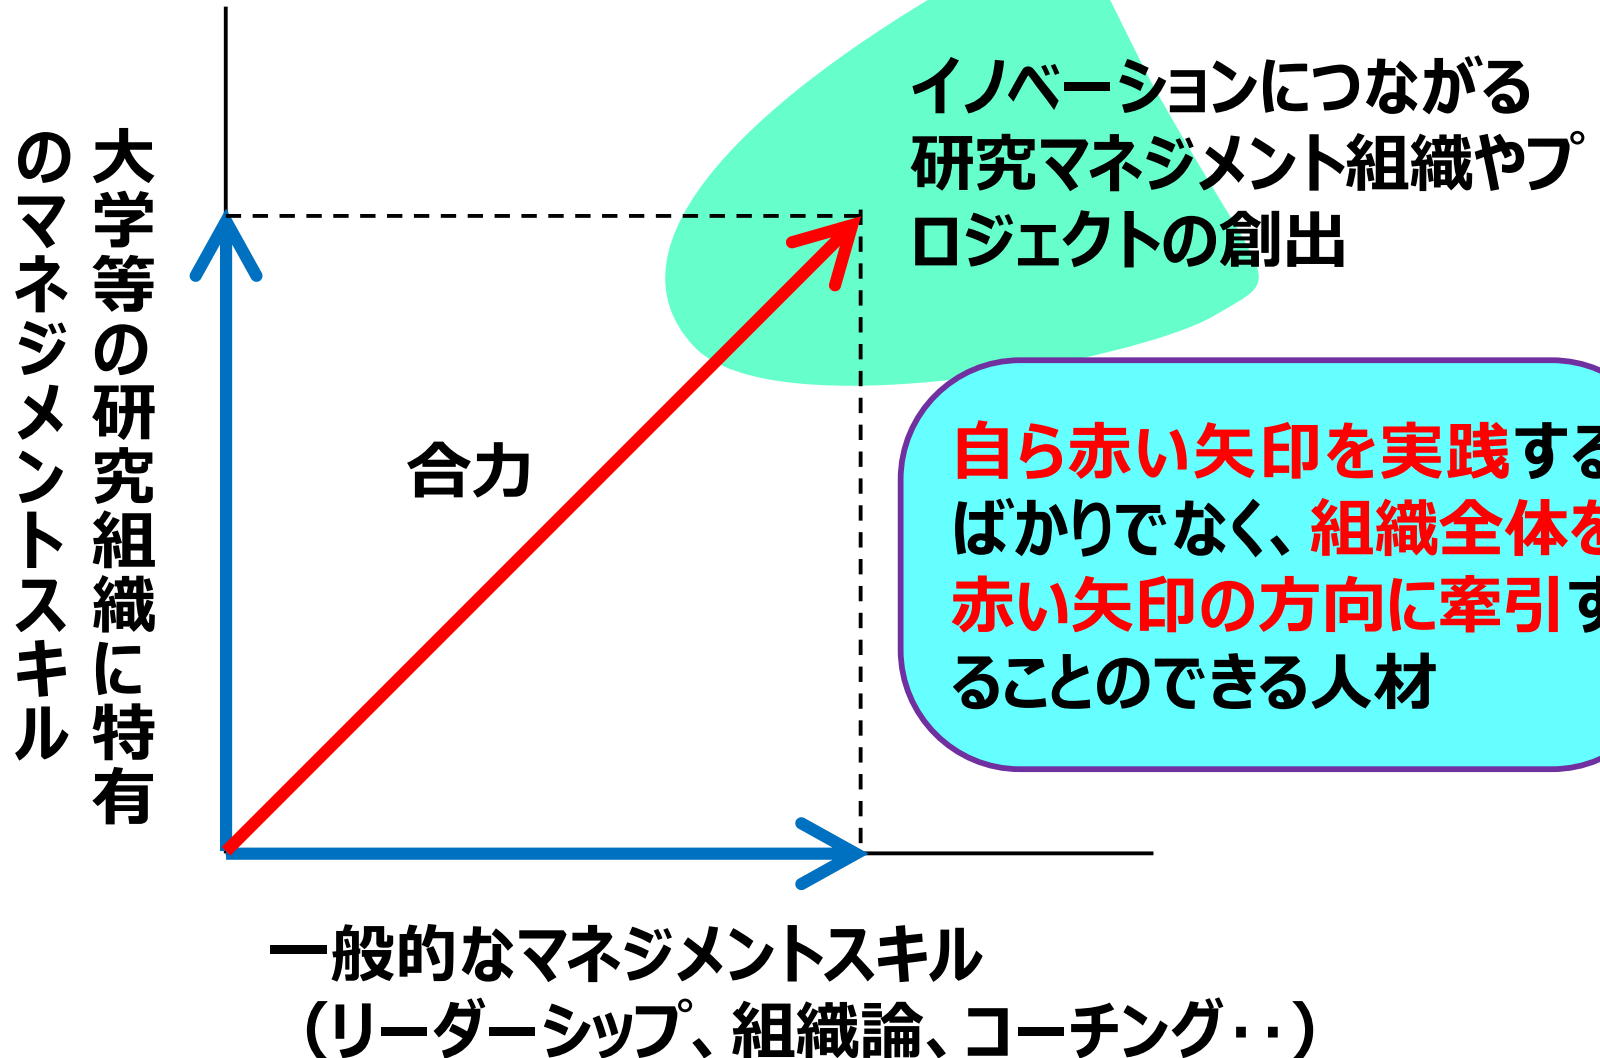 大学等の研究組織に特有
のマネジメントスキル
イノベーションにつながる
研究マネジメント組織やプ
ロジェクトの創出
合力
自ら赤い矢印を実践する
ばかりでなく、組織全体を
赤い矢印の方向に牽引す
ることのできる人材
一般的なマネジメントスキル
（リーダーシップ、組織論、コーチング・・）